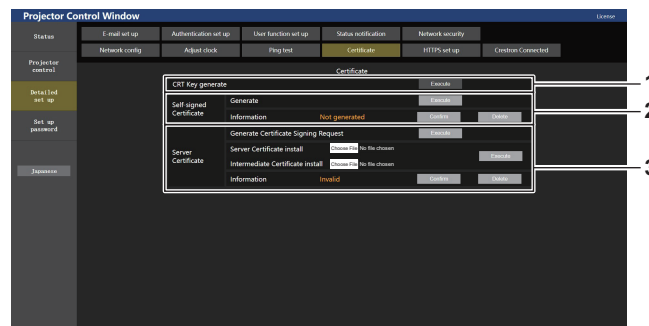 Projector Control Window
License
Status
E-mail set up
Authentication set up
User function set up
Status notification
Network security
Network config
Adjust clock
Ping test
Certificate
HTTPS set up
Crestron Connected
Projector
control
Detailed
set up
Set up
password
Japanese
Certificate
CRT Key generate
Execute
1
Self-signed
Certificate
Generate
Execute
Information
Not generated
Confirm
Delete
2
Server
Certificate
Generate Certificate Signing
Request
Execute
Server Certificate install
Choose File No file chosen
Intermediate Certificate install
Choose File No file chosen
Execute
Information
Invalid
Confirm
Delete
3